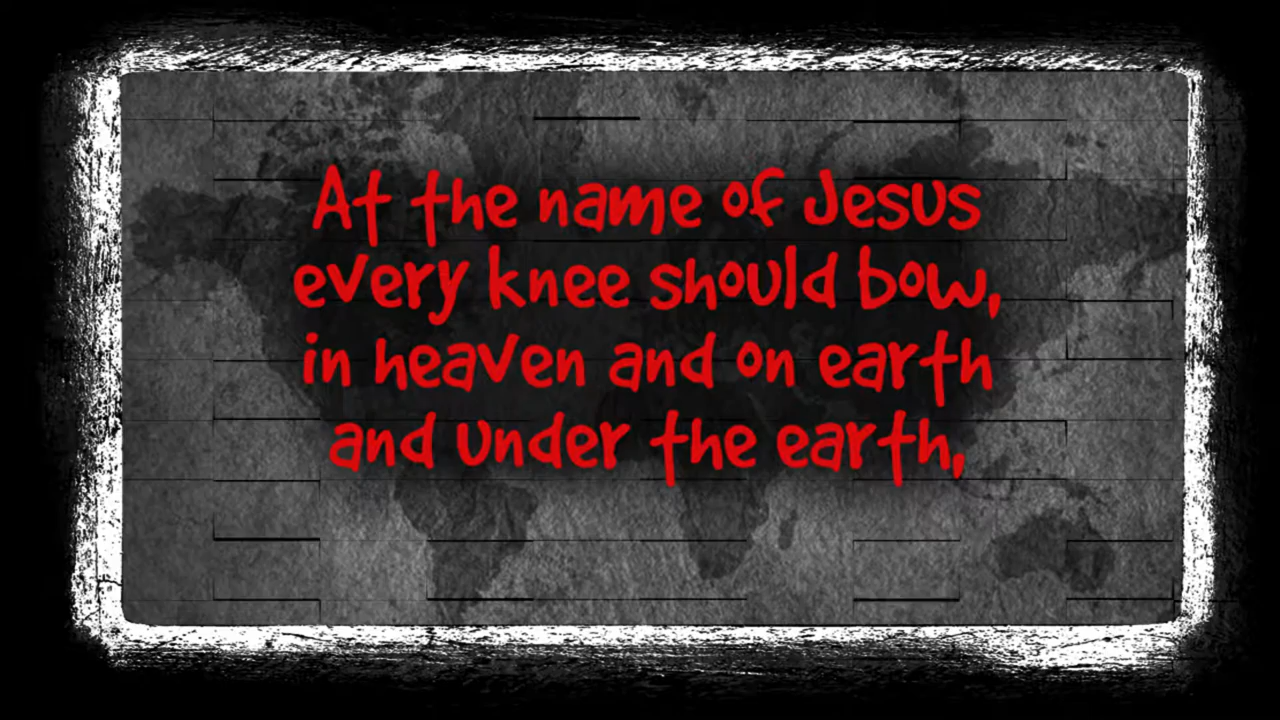 At the name of Jesus
every knee should bow,
in heaven and on earth
and under the earth,